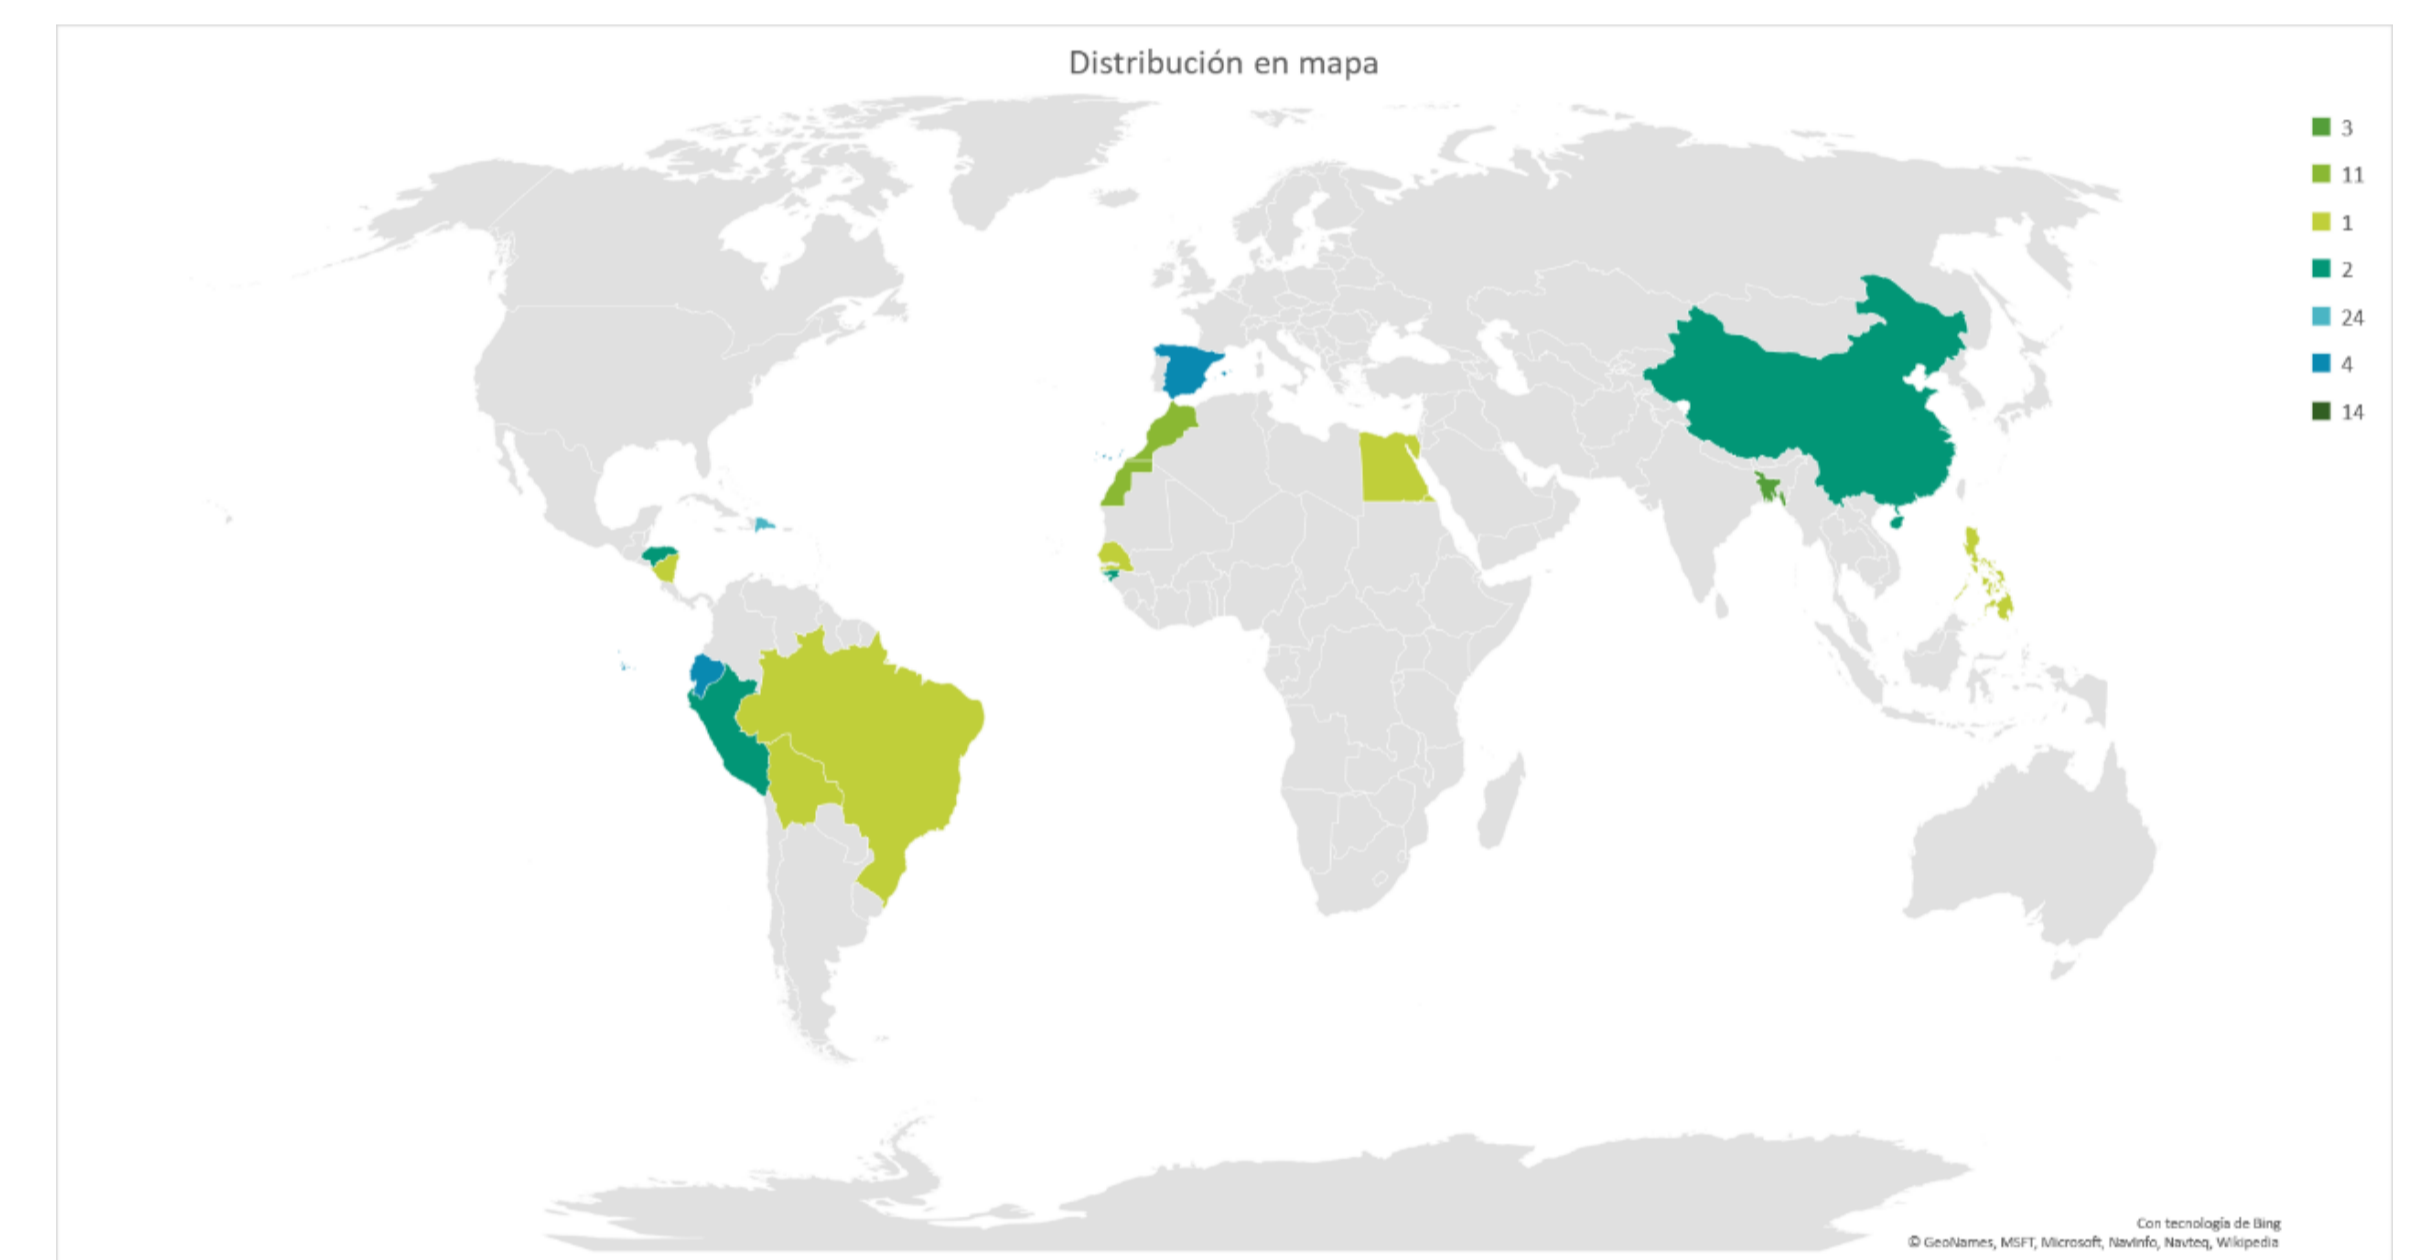 Distribución en mapa
3
11
1
2
24
4
14
Con tecnología de Bing
© GeoNames, MSFT, Microsoft, NavInfo, Navteq, Wikipedia